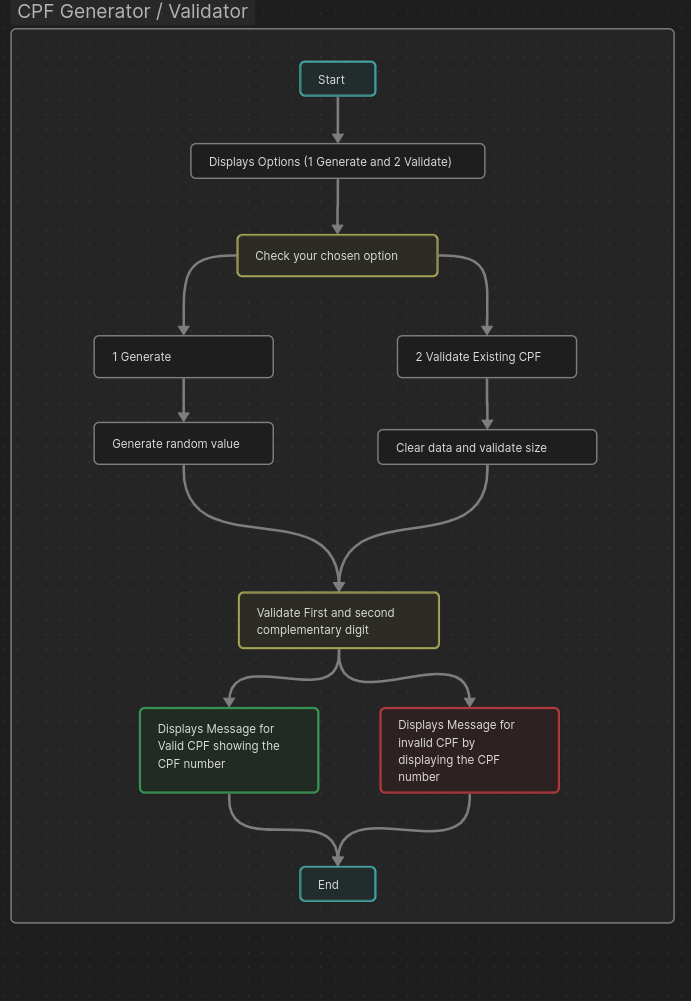 CPF Generator / Validator
Start
Displays Options (1 Generate and 2 Validate)
Check your chosen option
1 Generate
2 Validate Existing CPF
Generate random value
Clear data and validate size
Validate First and second
complementary digit
Displays Message for
Valid CPF showing the
CPF number
Displays Message for
invalid CPF by
displaying the CPF
number
End